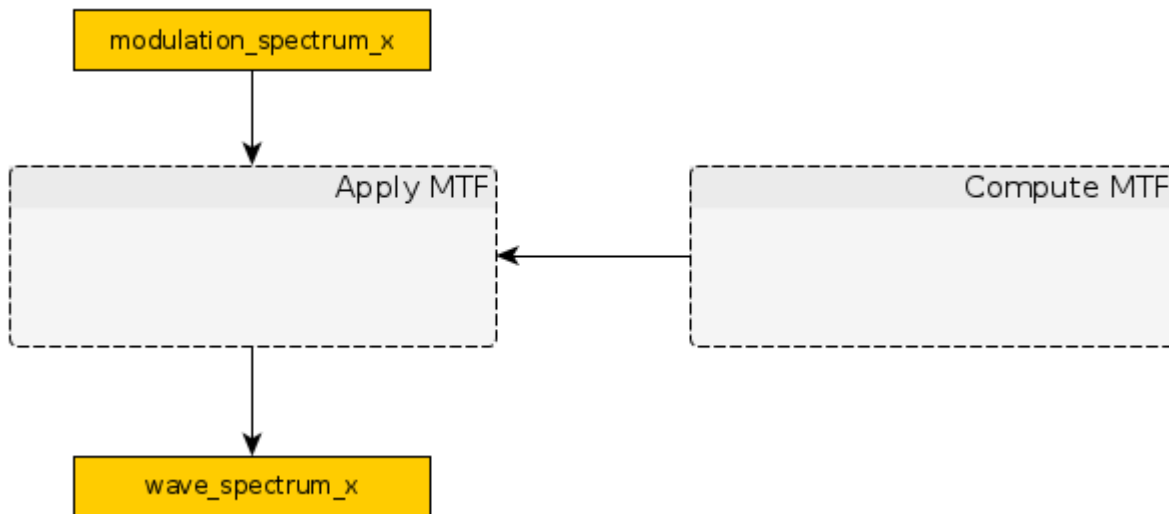 modulation_spectrum_x
Apply MTF
Compute MTF
wave_spectrum_x